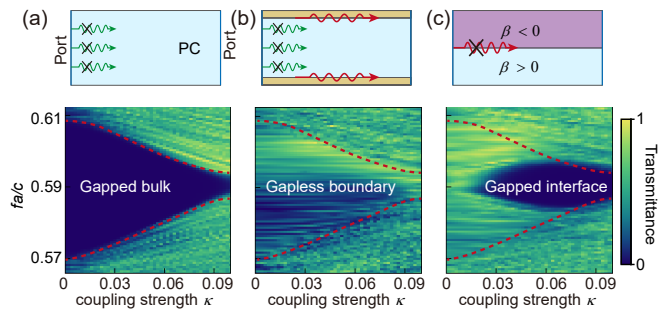 (a)
(b)
(c)
Port
PC
Port
β < 0
β > 0
0.61
0.59
0.57
fa/c
Gapped bulk
Gapless boundary
Gapped interface
0 0.03 0.06 0.09
0 0.03 0.06 0.09
0 0.03 0.06 0.09
coupling strength κ
coupling strength κ
coupling strength κ
1
0
Transmittance